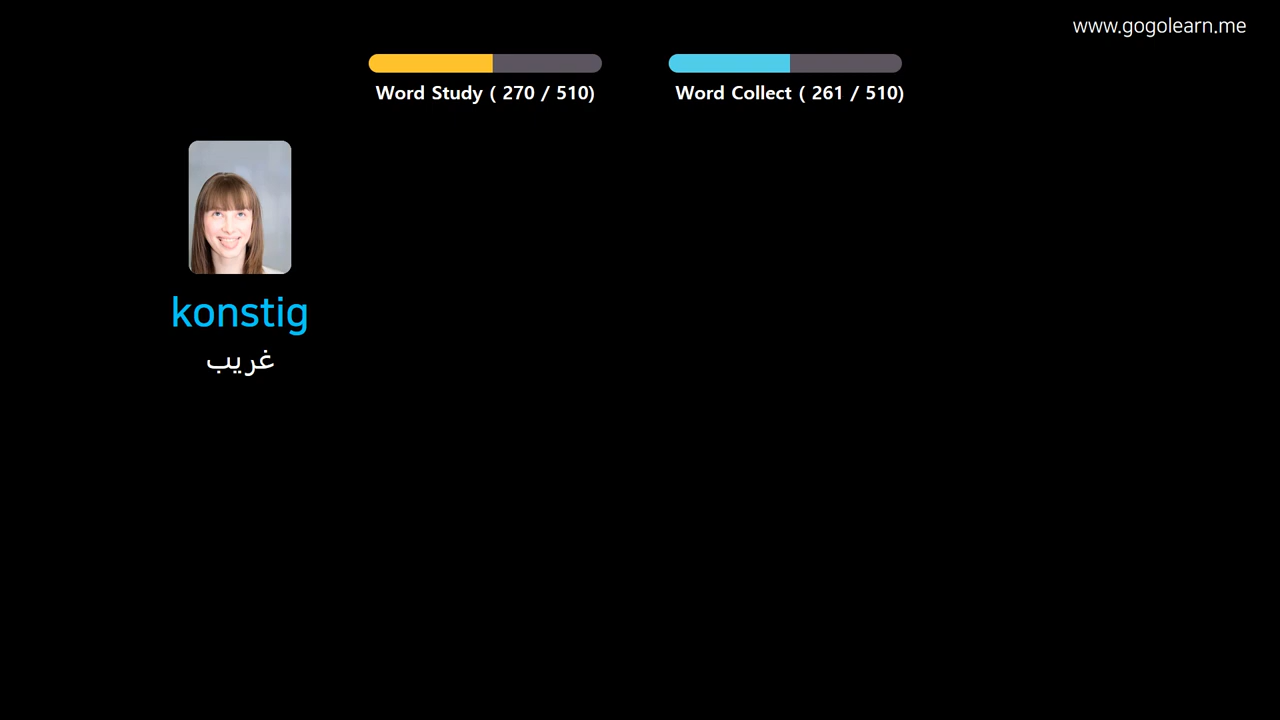 www.gogolearn.me
Word Study ( 270 / 510)
Word Collect ( 261 / 510)
konstig
غريب